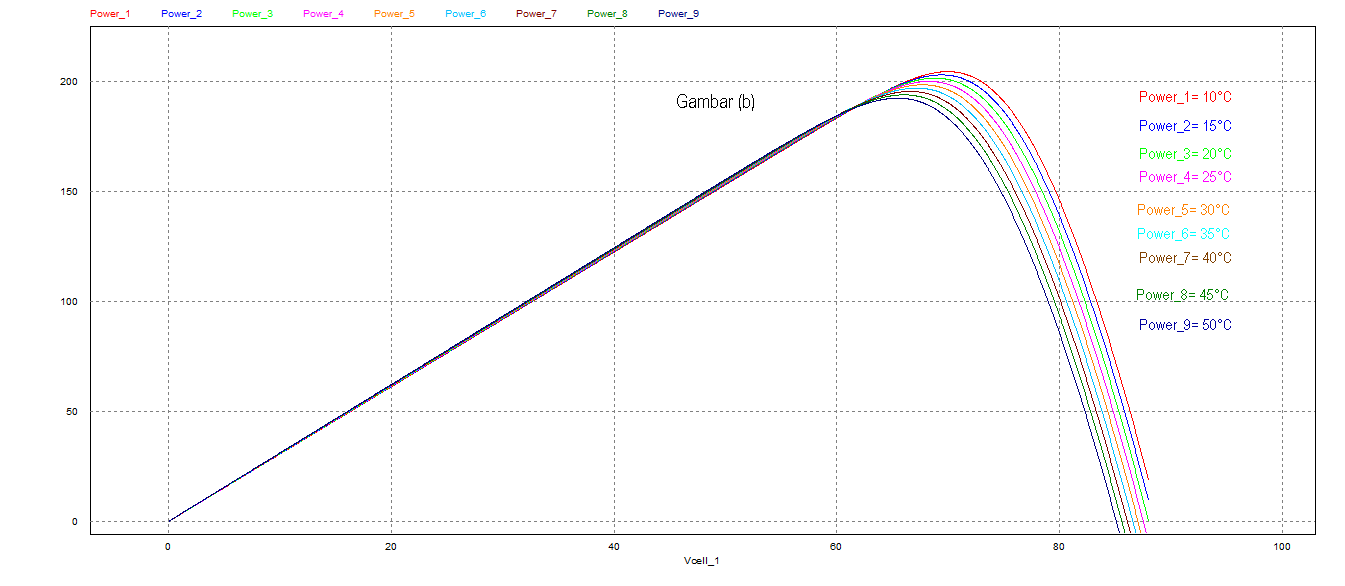 Power_1 Power_2 Power_3 Power_4 Power_5 Power_6 Power_7 Power_8 Power_9
200
150
100
50
0
Gambar (b)
Power_1= 10°C
Power_2= 15°C
Power_3= 20°C
Power_4= 25°C
Power_5= 30°C
Power_6= 35°C
Power_7= 40°C
Power_8= 45°C
Power_9= 50°C
0 20 40 60 80 100
Vcell_1